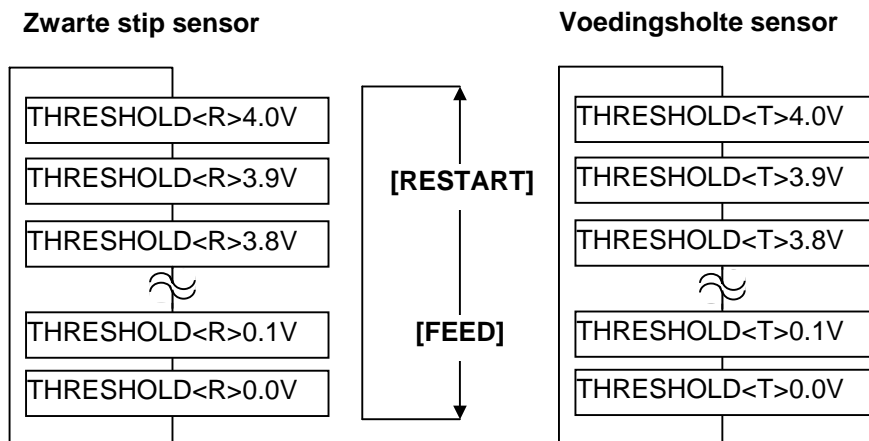 Zwarte stip sensor
THRESHOLD<R>4.0V
THRESHOLD<R>3.9V
THRESHOLD<R>3.8V
THRESHOLD<R>0.1V
THRESHOLD<R>0.0V
[RESTART]
[FEED]
Voedingsholte sensor
THRESHOLD<T>4.0V
THRESHOLD<T>3.9V
THRESHOLD<T>3.8V
THRESHOLD<T>0.1V
THRESHOLD<T>0.0V